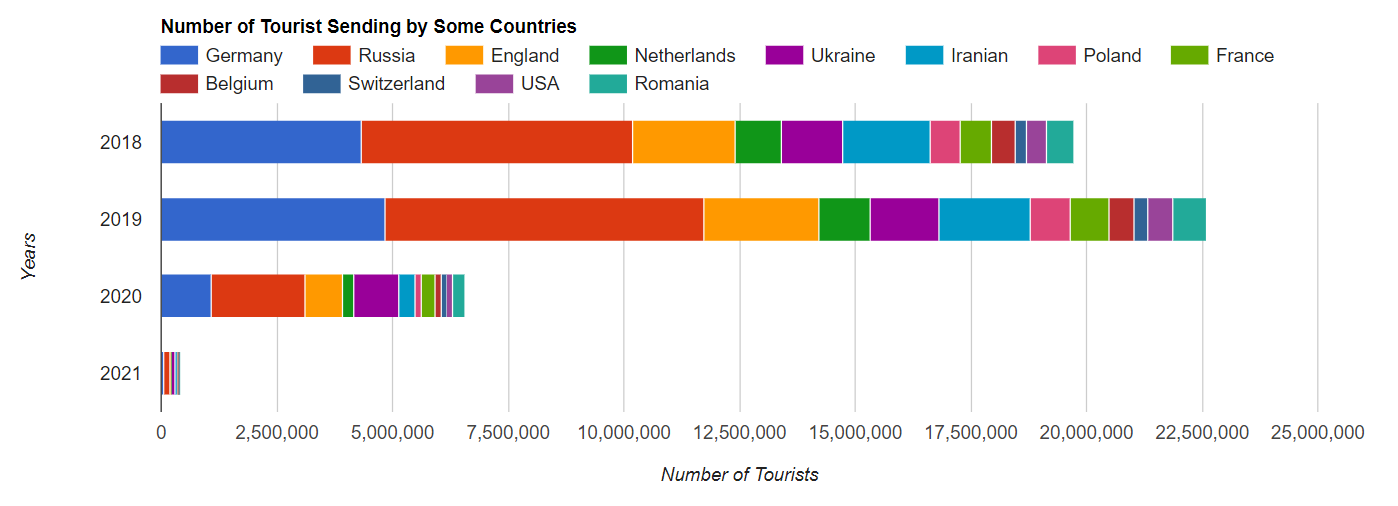 Number of Tourist Sending by Some Countries
Germany Russia England Netherlands Ukraine Iranian Poland France
Belgium Switzerland USA Romania
2018
2019
2020
2021
Years
0 2,500,000 5,000,000 7,500,000 10,000,000 12,500,000 15,000,000 17,500,000 20,000,000 22,500,000 25,000,000
Number of Tourists